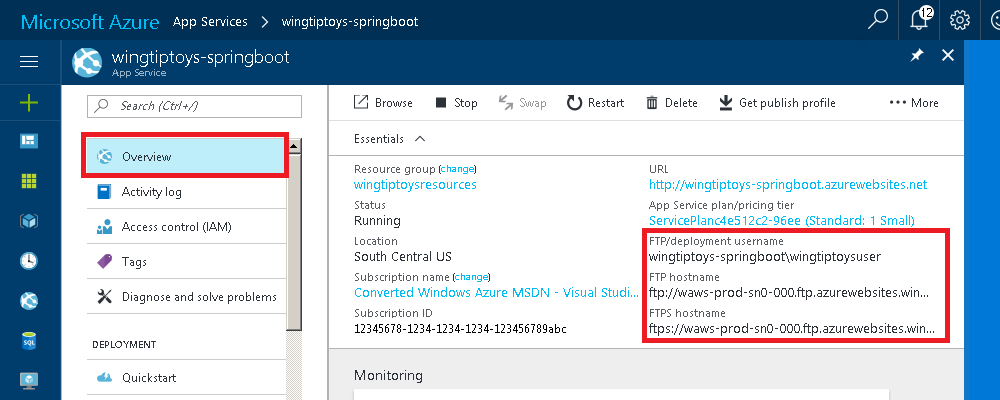 Microsoft Azure App Services > wingtiptoys-springboot
12
wingtiptoys-springboot
App Service
Search (Ctrl+/)
Overview
Activity log
Access control (IAM)
Tags
Diagnose and solve problems
DEPLOYMENT
Quickstart
Browse Stop Swap Restart Delete Get publish profile ••• More
Essentials
Resource group (change)
wingtiptoysresources
Status
Running
Location
South Central US
Subscription name (change)
Converted Windows Azure MSDN - Visual Studi...
Subscription ID
12345678-1234-1234-1234-123456789abc
URL
http://wingtiptoys-springboot.azurewebsites.net
App Service plan/pricing tier
ServicePlanc4e512c2-96ee (Standard: 1 Small)
FTP/deployment username
wingtiptoys-springboot\wingtiptoysuser
FTP hostname
ftp://waws-prod-sn0-000.ftp.azurewebsites.win...
FTPS hostname
ftps://waws-prod-sn0-000.ftp.azurewebsites.win...
Monitoring
SQL